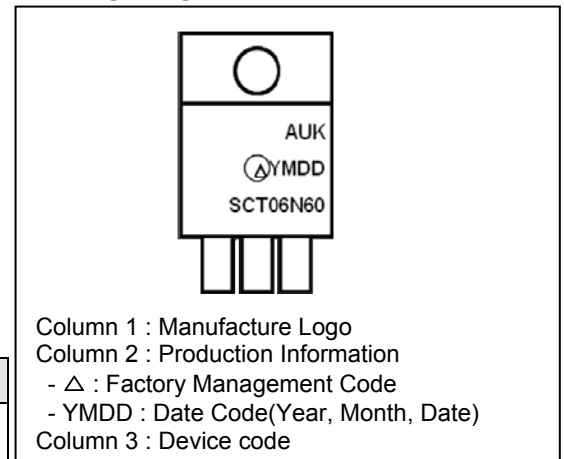 AUK
△YMDD
SCT06N60
Column 1 : Manufacture Logo
Column 2 : Production Information
- △ : Factory Management Code
- YMDD : Date Code(Year, Month, Date)
Column 3 : Device code